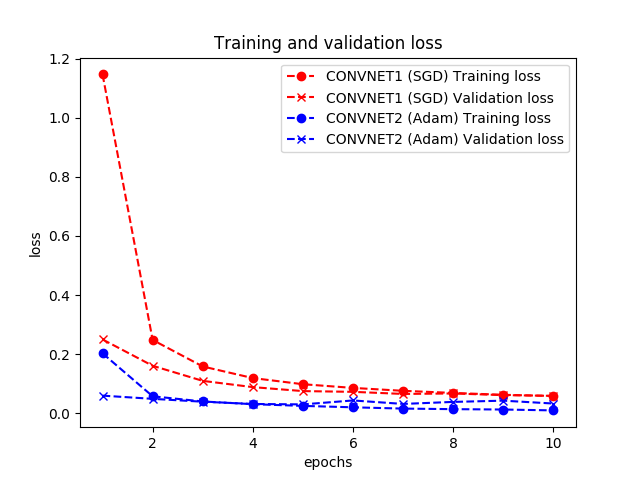 Training and validation loss
1.2
1.0
0.8
0.6
0.4
0.2
0.0
loss
CONVNET1 (SGD) Training loss
CONVNET1 (SGD) Validation loss
CONVNET2 (Adam) Training loss
CONVNET2 (Adam) Validation loss
2 4 6 8 10
epochs